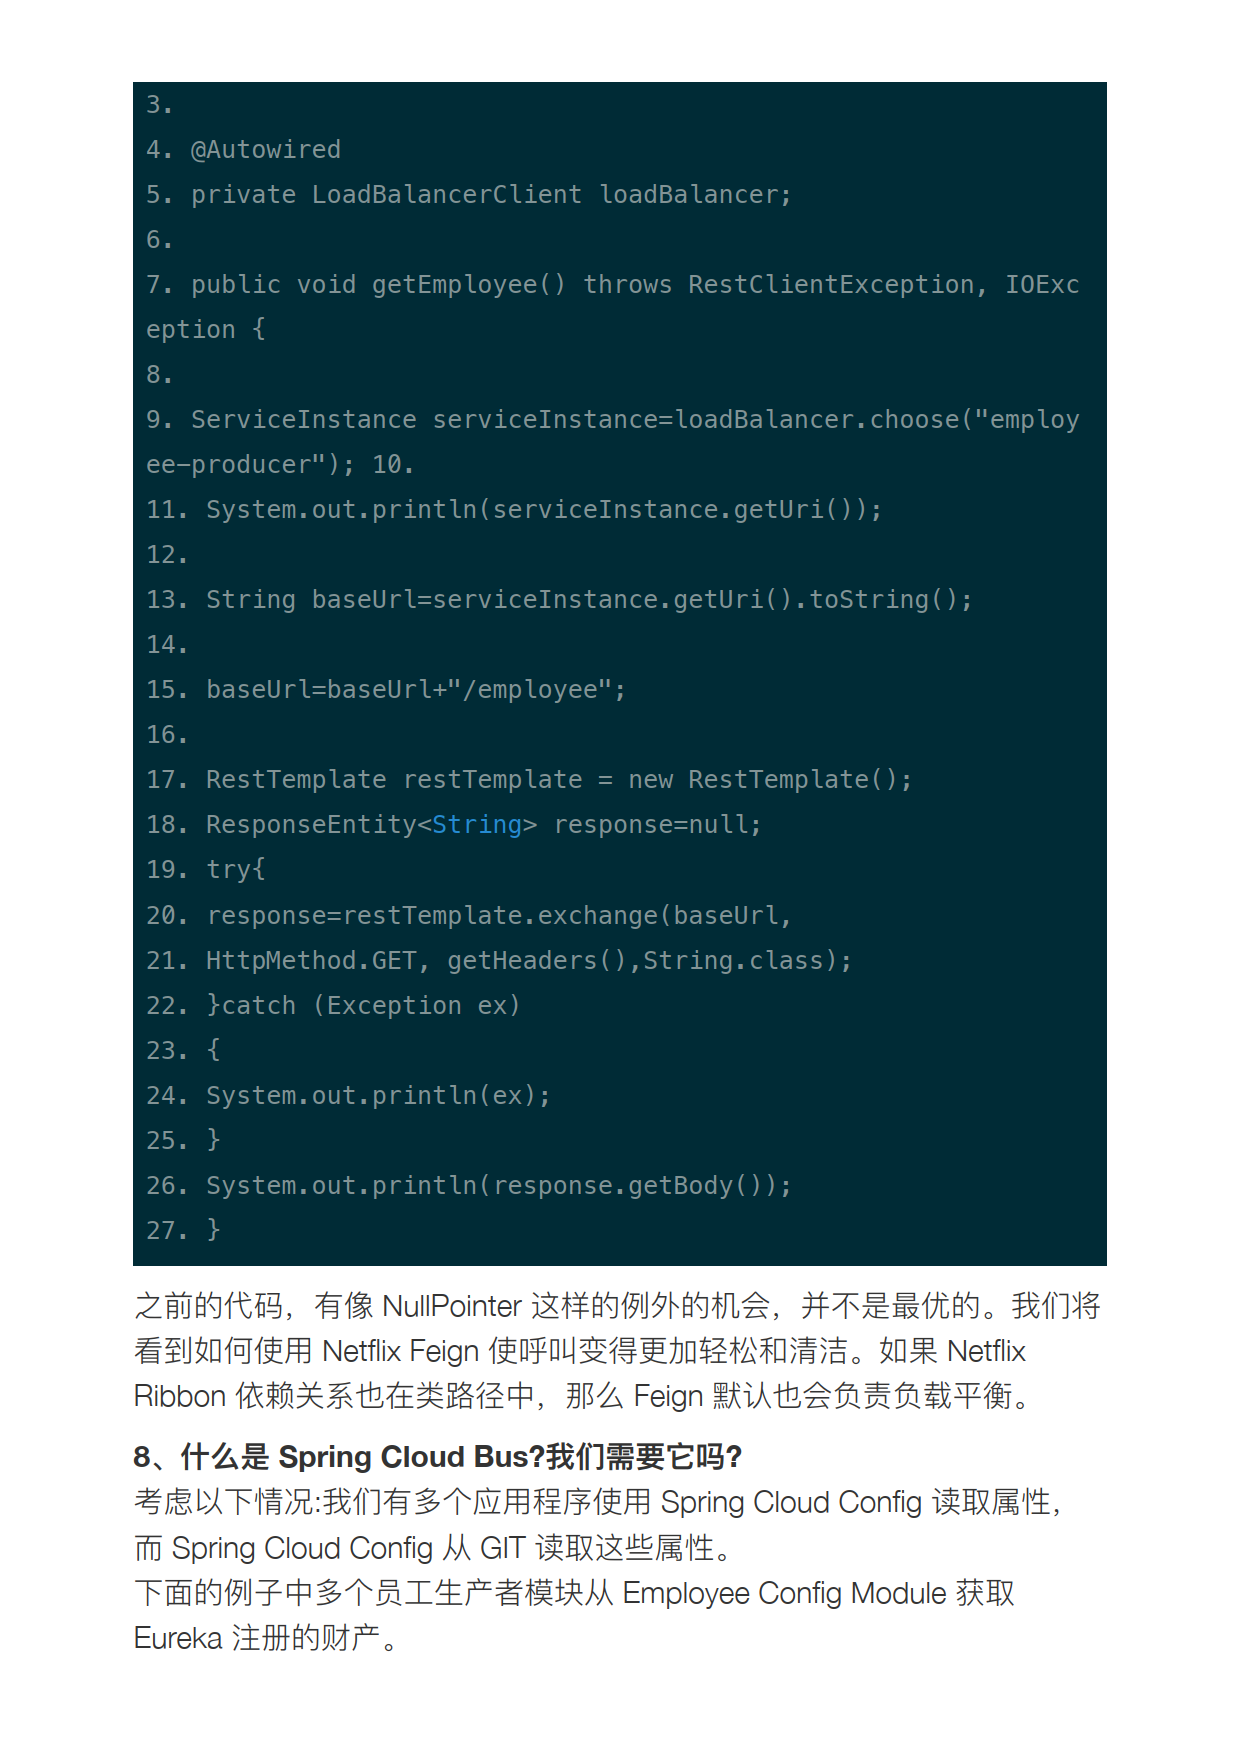 3.
4. @Autowired
5. private LoadBalancerClient loadBalancer;
6.
7. public void getEmployee() throws RestClientException, IOExc
eption {
8.
9. ServiceInstance serviceInstance=loadBalancer.choose("employ
ee-producer"); 10.
11. System.out.println(serviceInstance.getUri());
12.
13. String baseUrl=serviceInstance.getUri().toString();
14.
15. baseUrl=baseUrl+"/employee";
16.
17. RestTemplate restTemplate = new RestTemplate();
18. ResponseEntity<String> response=null;
19. try{
20. response=restTemplate.exchange(baseUrl,
21. HttpMethod.GET, getHeaders(),String.class);
22. }catch (Exception ex)
23. {
24. System.out.println(ex);
25. }
26. System.out.println(response.getBody());
27. }
之前的代码，有像 NullPointer 这样的例外的机会，并不是最优的。我们将
看到如何使用 Netflix Feign 使呼叫变得更加轻松和清洁。如果 Netflix
Ribbon 依赖关系也在类路径中，那么 Feign 默认也会负责负载平衡。
8、什么是 Spring Cloud Bus?我们需要它吗?
考虑以下情况:我们有多个应用程序使用 Spring Cloud Config 读取属性，
而 Spring Cloud Config 从 GIT 读取这些属性。
下面的例子中多个员工生产者模块从 Employee Config Module 获取
Eureka 注册的财产。